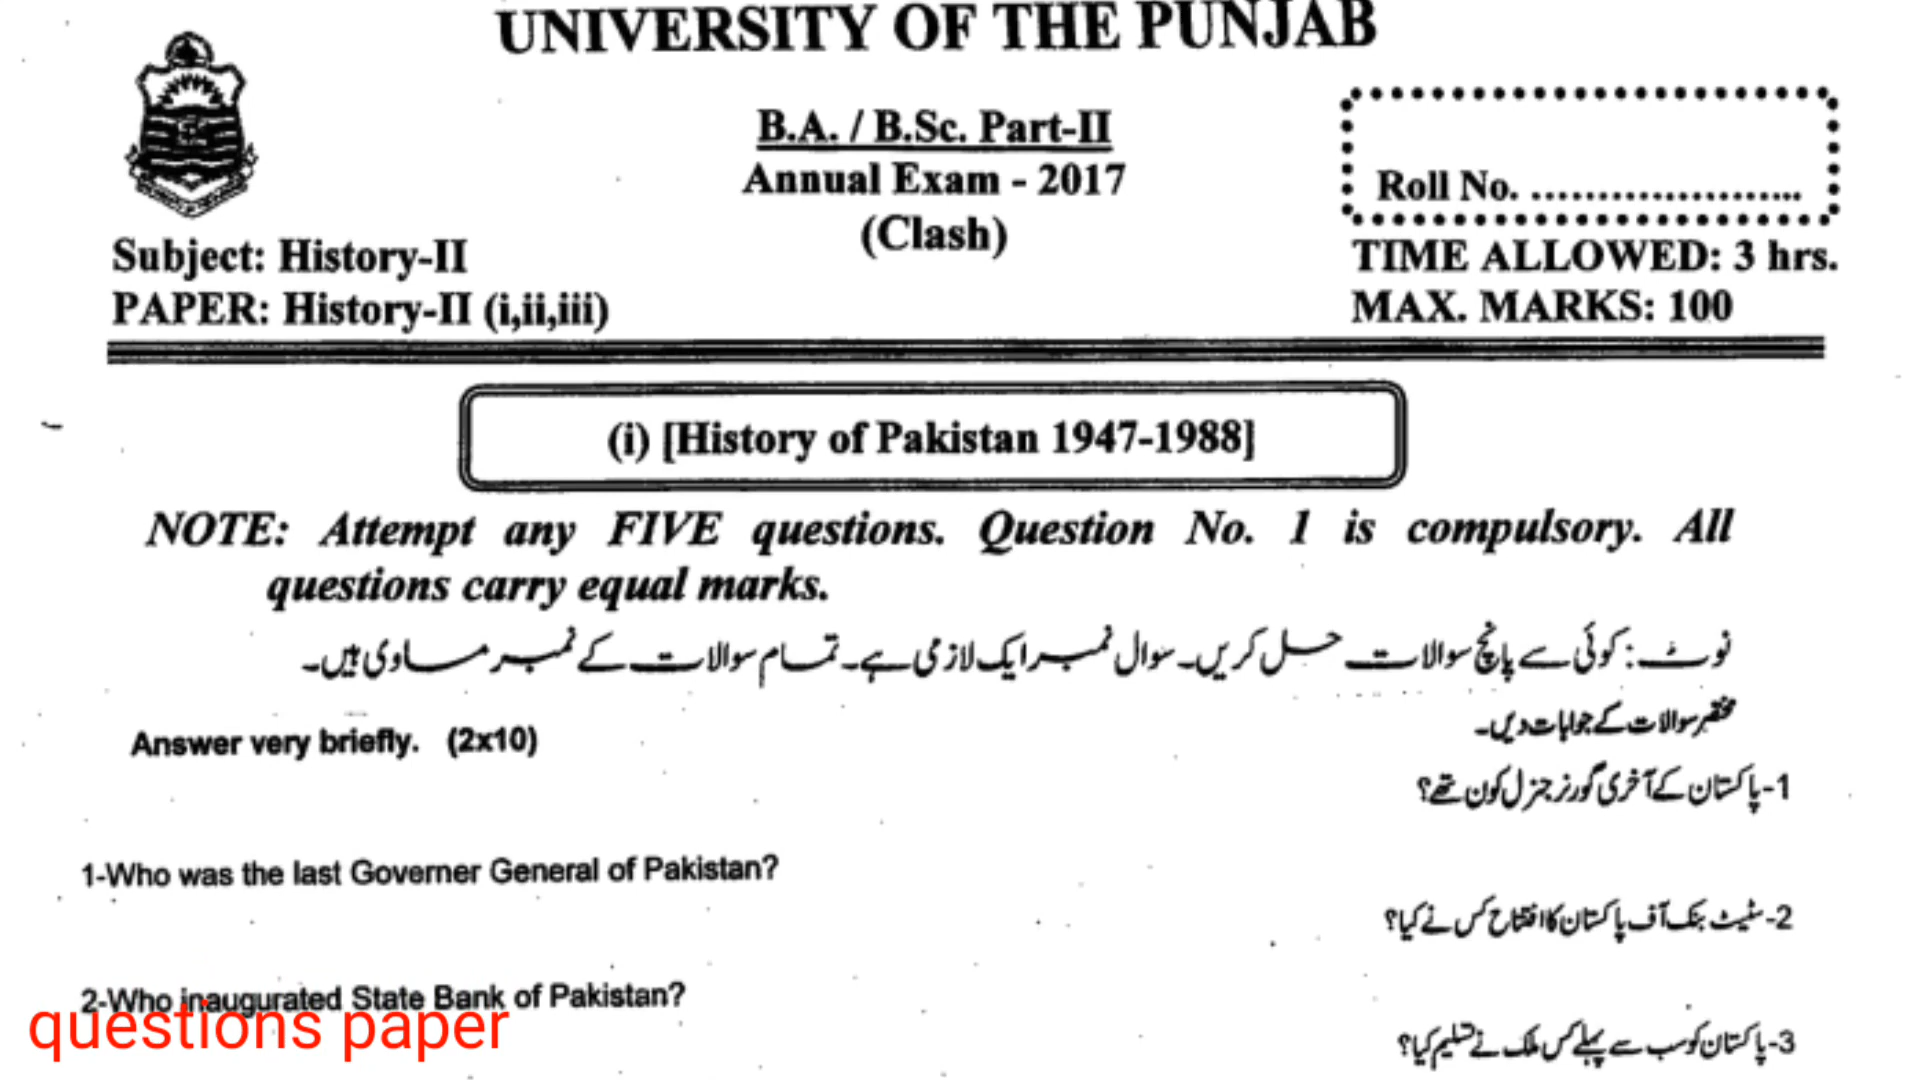 UNIVERSITY OF THE PUNJAB
B.A. / B.Sc. Part-II
Annual Exam - 2017
(Clash)
Roll No. ......................
Subject: History-II
TIME ALLOWED: 3 hrs.
PAPER: History-II (i,ii,iii)
MAX. MARKS: 100
(i) [History of Pakistan 1947-1988]
NOTE: Attempt any FIVE questions. Question No. 1 is compulsory. All
questions carry equal marks.
نوٹ: کوئی سے پانچ سوالات حل کریں۔ سوال نمبر ایک لازمی ہے۔ تمام سوالات کے نمبر مساوی ہیں۔
مختصر سوالات کے جوابات دیں۔
Answer very briefly. (2x10)
1-پاکستان کے آخری گورنر جنرل کون تھے؟
1-Who was the last Governer General of Pakistan?
2-سٹیٹ بنک آف پاکستان کا افتتاح کس نے کیا؟
2-Who inaugurated State Bank of Pakistan?
questions paper
3-پاکستان کو سب سے پہلے کس ملک نے تسلیم کیا؟